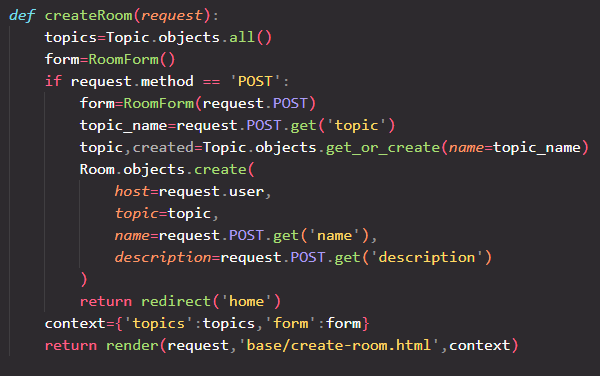 def createRoom(request):
    topics=Topic.objects.all()
    form=RoomForm()
    if request.method == 'POST':
        form=RoomForm(request.POST)
        topic_name=request.POST.get('topic')
        topic,created=Topic.objects.get_or_create(name=topic_name)
        Room.objects.create(
            host=request.user,
            topic=topic,
            name=request.POST.get('name'),
            description=request.POST.get('description')
        )
        return redirect('home')
    context={'topics':topics,'form':form}
    return render(request,'base/create-room.html',context)